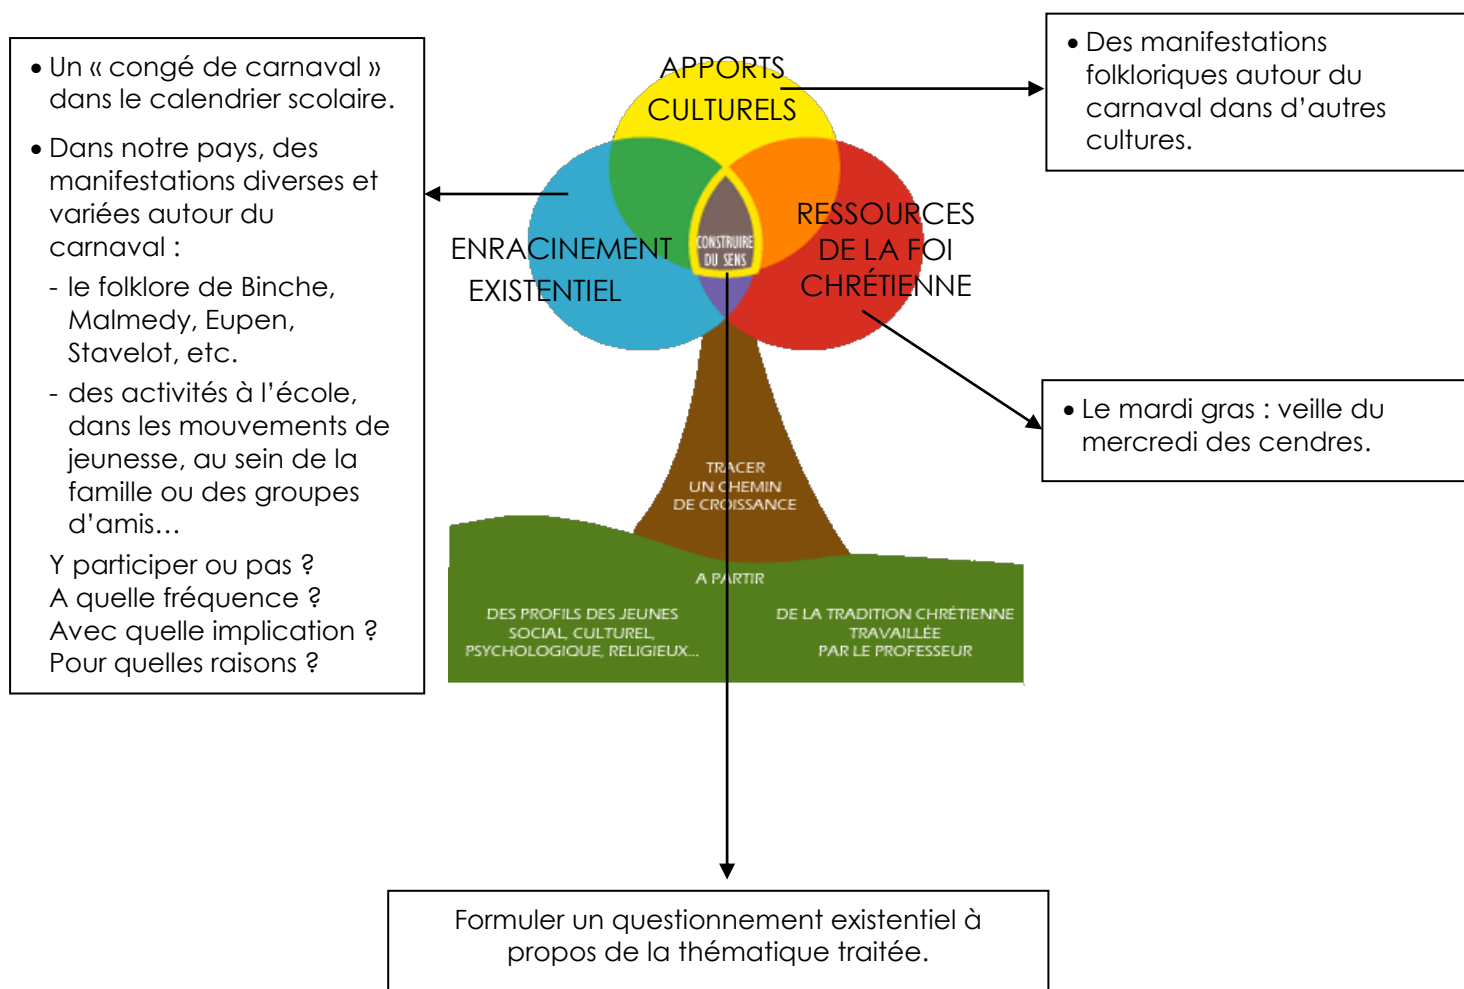 • Un « congé de carnaval »
dans le calendrier scolaire.
• Dans notre pays, des
manifestations diverses et
variées autour du
carnaval :
- le folklore de Binche,
Malmedy, Eupen,
Stavelot, etc.
- des activités à l’école,
dans les mouvements de
jeunesse, au sein de la
famille ou des groupes
d’amis…
Y participer ou pas ?
A quelle fréquence ?
Avec quelle implication ?
Pour quelles raisons ?
APPORTS
CULTURELS
ENRACINEMENT
EXISTENTIEL
RESSOURCES
DE LA FOI
CHRÉTIENNE
CONSTRUIRE
DU SENS
TRACER
UN CHEMIN
DE CROISSANCE
A PARTIR
DES PROFILS DES JEUNES
SOCIAL, CULTUREL,
PSYCHOLOGIQUE, RELIGIEUX...
DE LA TRADITION CHRÉTIENNE
TRAVAILLÉE
PAR LE PROFESSEUR
• Des manifestations
folkloriques autour du
carnaval dans d’autres
cultures.
• Le mardi gras : veille du
mercredi des cendres.
Formuler un questionnement existentiel à
propos de la thématique traitée.